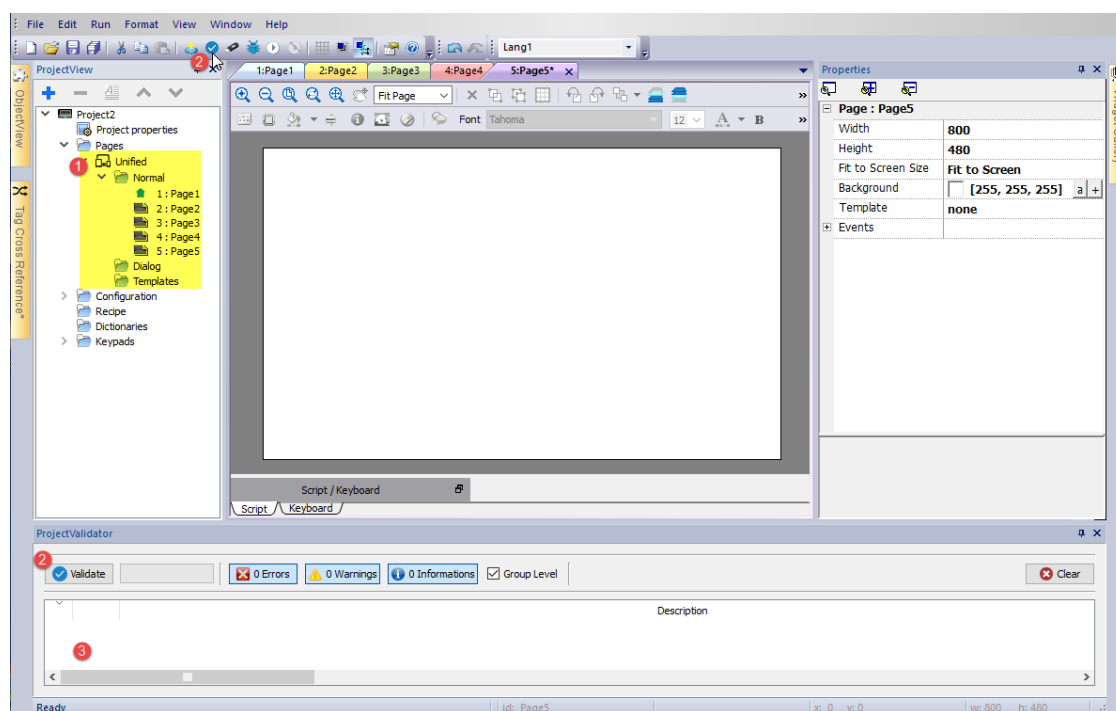 File Edit Run Format View Window Help
Lang1
2
ProjectView
1:Page1 2:Page2 3:Page3 4:Page4 5:Page5* x
Properties
ObjectView
Tag Cross Reference*
Project2
Project properties
Pages
1
Unified
Normal
1 : Page1
2 : Page2
3 : Page3
4 : Page4
5 : Page5
Dialog
Templates
Configuration
Recipe
Dictionaries
Keypads
Fit Page
»
Font Tahoma 12 A B »
Page : Page5
Width 800
Height 480
Fit to Screen Size Fit to Screen
Background [255, 255, 255] a +
Template none
Events
Script / Keyboard
Script Keyboard
ProjectValidator
2
Validate 0 Errors 0 Warnings 0 Informations Group Level Clear
Description
3
Ready id: Page5 x: 0 y: 0 w: 800 h: 480